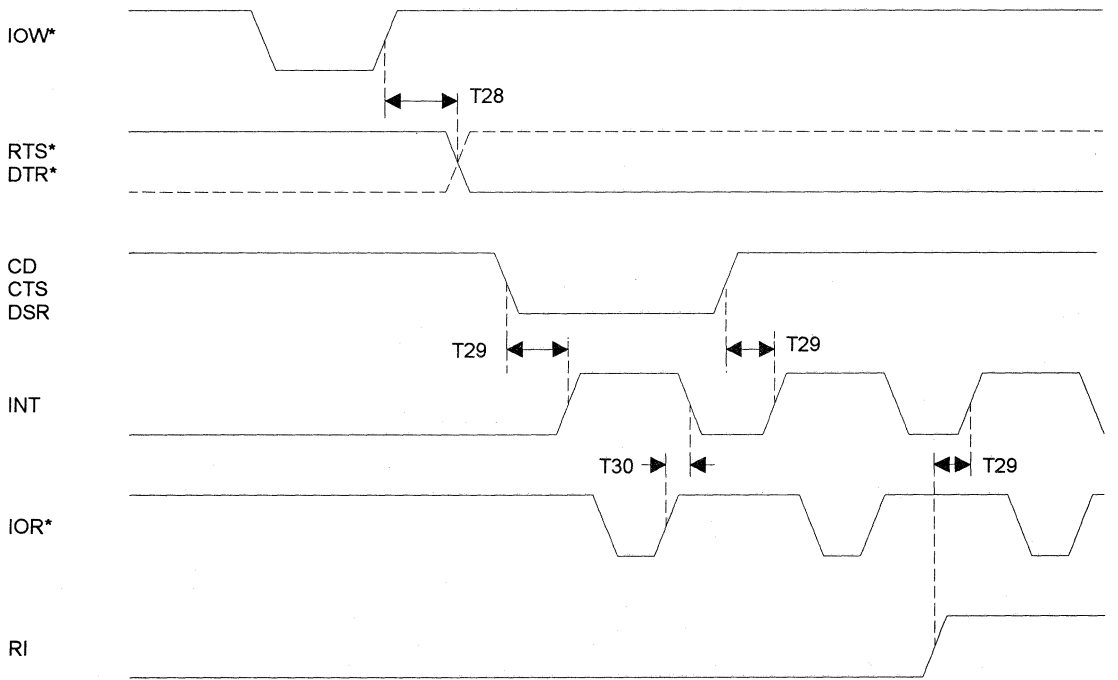 IOW*
T28
RTS*
DTR*
CD
CTS
DSR
T29
T29
INT
T30
T29
IOR*
RI